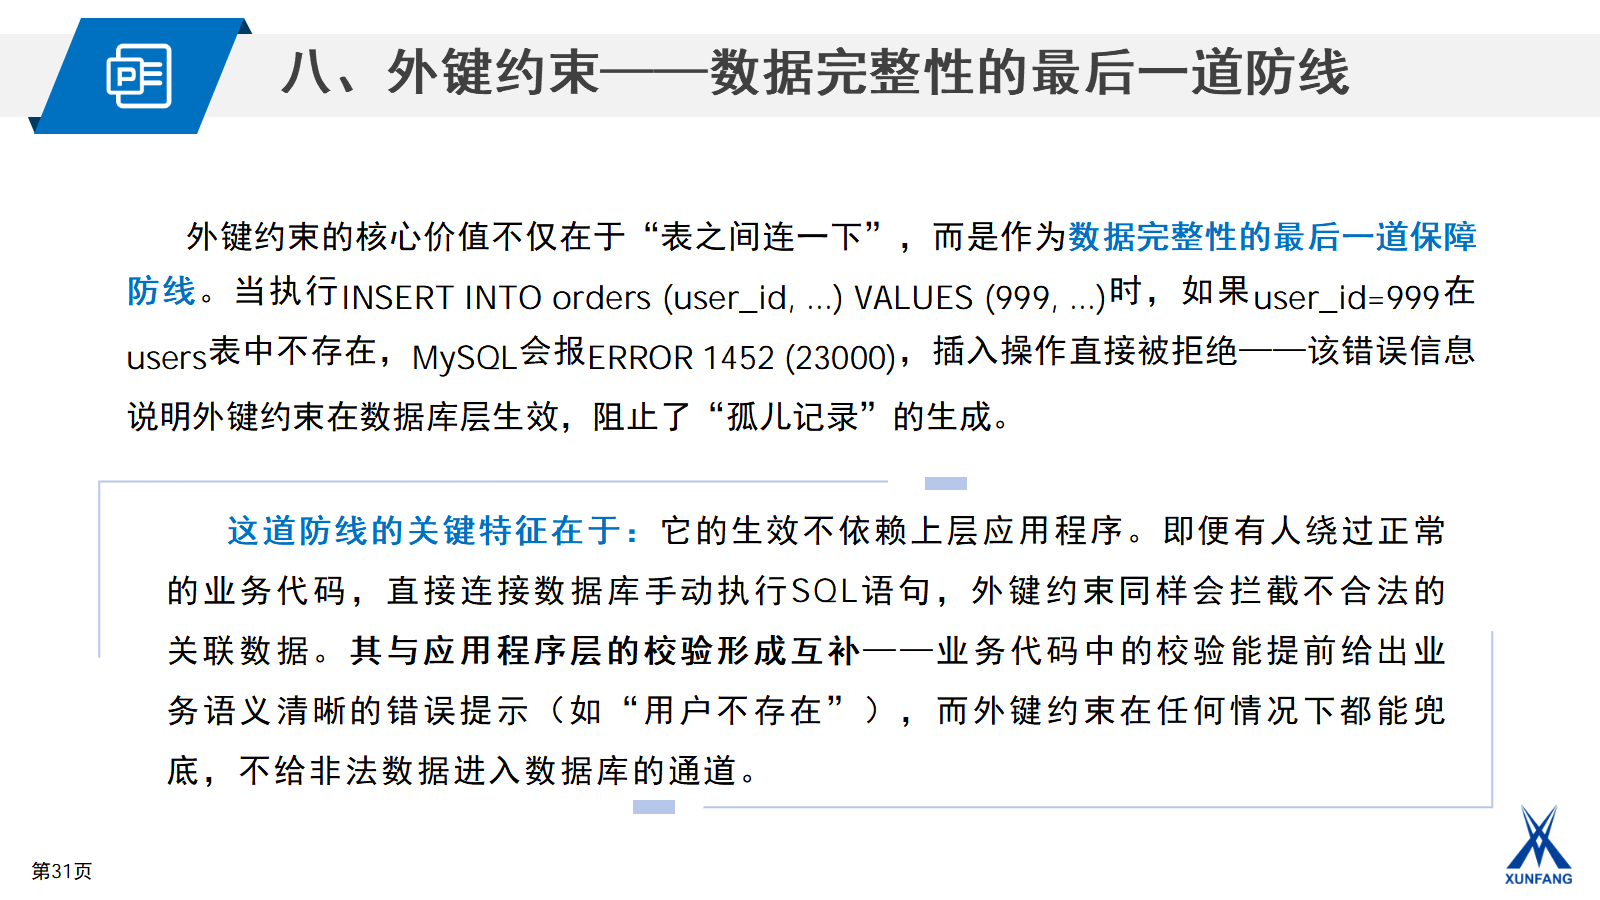 八、外键约束——数据完整性的最后一道防线
外键约束的核心价值不仅在于“表之间连一下”，而是作为数据完整性的最后一道保障
防线。当执行INSERT INTO orders (user_id, ...) VALUES (999, ...)时，如果user_id=999在
users表中不存在，MySQL会报ERROR 1452 (23000)，插入操作直接被拒绝——该错误信息
说明外键约束在数据库层生效，阻止了“孤儿记录”的生成。
这道防线的关键特征在于：它的生效不依赖上层应用程序。即便有人绕过正常
的业务代码，直接连接数据库手动执行SQL语句，外键约束同样会拦截不合法的
关联数据。其与应用程序层的校验形成互补——业务代码中的校验能提前给出业
务语义清晰的错误提示（如“用户不存在”），而外键约束在任何情况下都能兜
底，不给非法数据进入数据库的通道。
第31页
XUNFANG